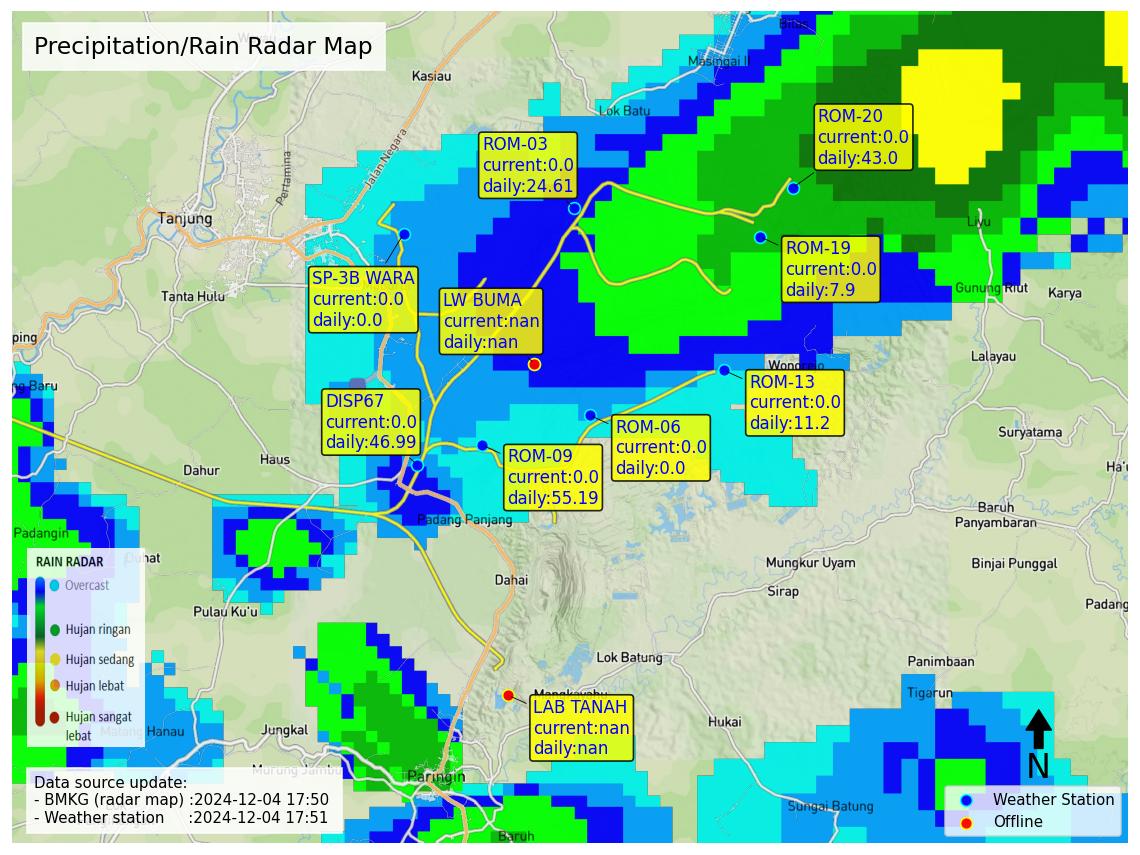 Bilas
Precipitation/Rain Radar Map
Masingai II
Kasiau
Lok Batu
Jalan Negara
Pertamina
ROM-20
current:0.0
daily:43.0
ROM-03
current:0.0
daily:24.61
Tanjung
Liyu
ROM-19
current:0.0
daily:7.9
SP-3B WARA
current:0.0
daily:0.0
LW BUMA
current:nan
daily:nan
Tanta Hulu
Gunung Riut
Karya
ping
Lalayau
Wonorejo
ng Baru
ROM-13
current:0.0
daily:11.2
DISP67
current:0.0
daily:46.99
ROM-06
current:0.0
daily:0.0
Suryatama
ROM-09
current:0.0
daily:55.19
Haus
Dahur
Ha'u
Baruh
Panyambaran
Padang Panjang
Padangin
RAIN RADAR
Overcast
Hujan ringan
Hujan sedang
Hujan lebat
Hujan sangat
lebat
Mungkur Uyam
Binjai Punggal
Dahai
Sirap
Padang
Pulau Ku'u
Lok Batung
Panimbaan
Mangkayahu
Tigarun
LAB TANAH
current:nan
daily:nan
Hukai
Matang Hanau
Jungkal
N
Murung Jambu
Paringin
Data source update:
- BMKG (radar map) :2024-12-04 17:50
- Weather station :2024-12-04 17:51
Sungai Batung
Weather Station
Offline
Baruh